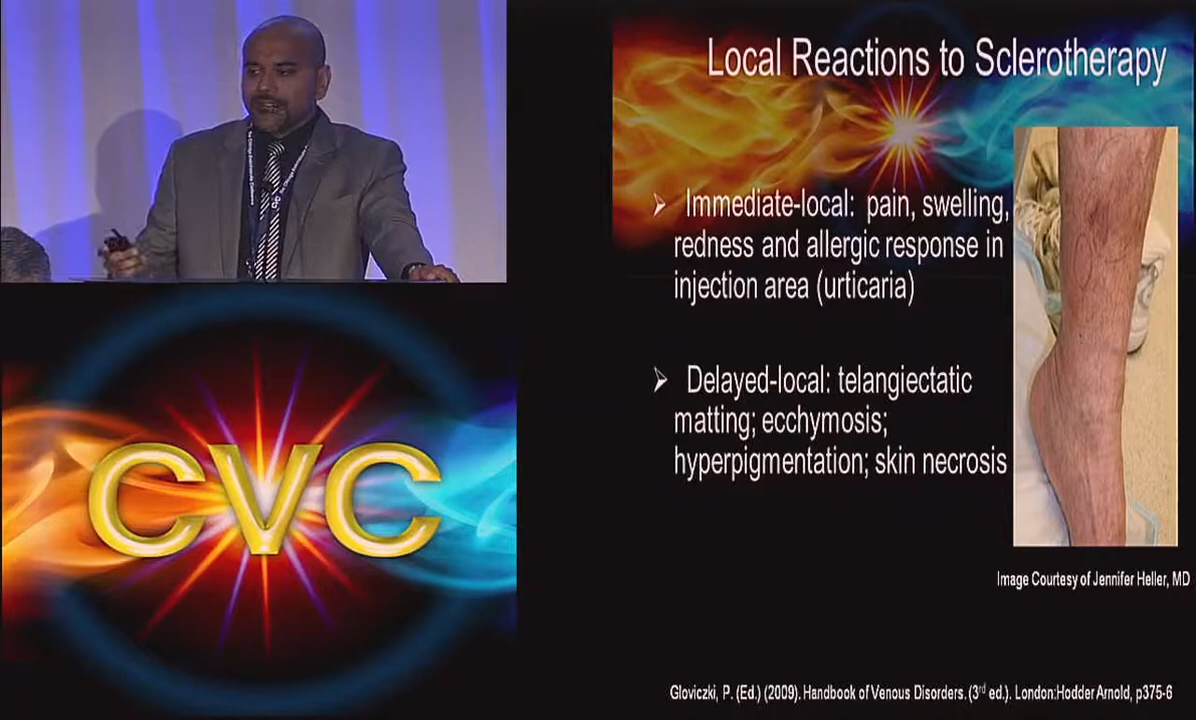 Local Reactions to Sclerotherapy
➢ Immediate-local: pain, swelling,
redness and allergic response in
injection area (urticaria)
➢ Delayed-local: telangiectatic
matting; ecchymosis;
hyperpigmentation; skin necrosis
Image Courtesy of Jennifer Heller, MD
Gloviczki, P. (Ed.) (2009). Handbook of Venous Disorders. (3rd ed.). London:Hodder Arnold, p375-6
CVC